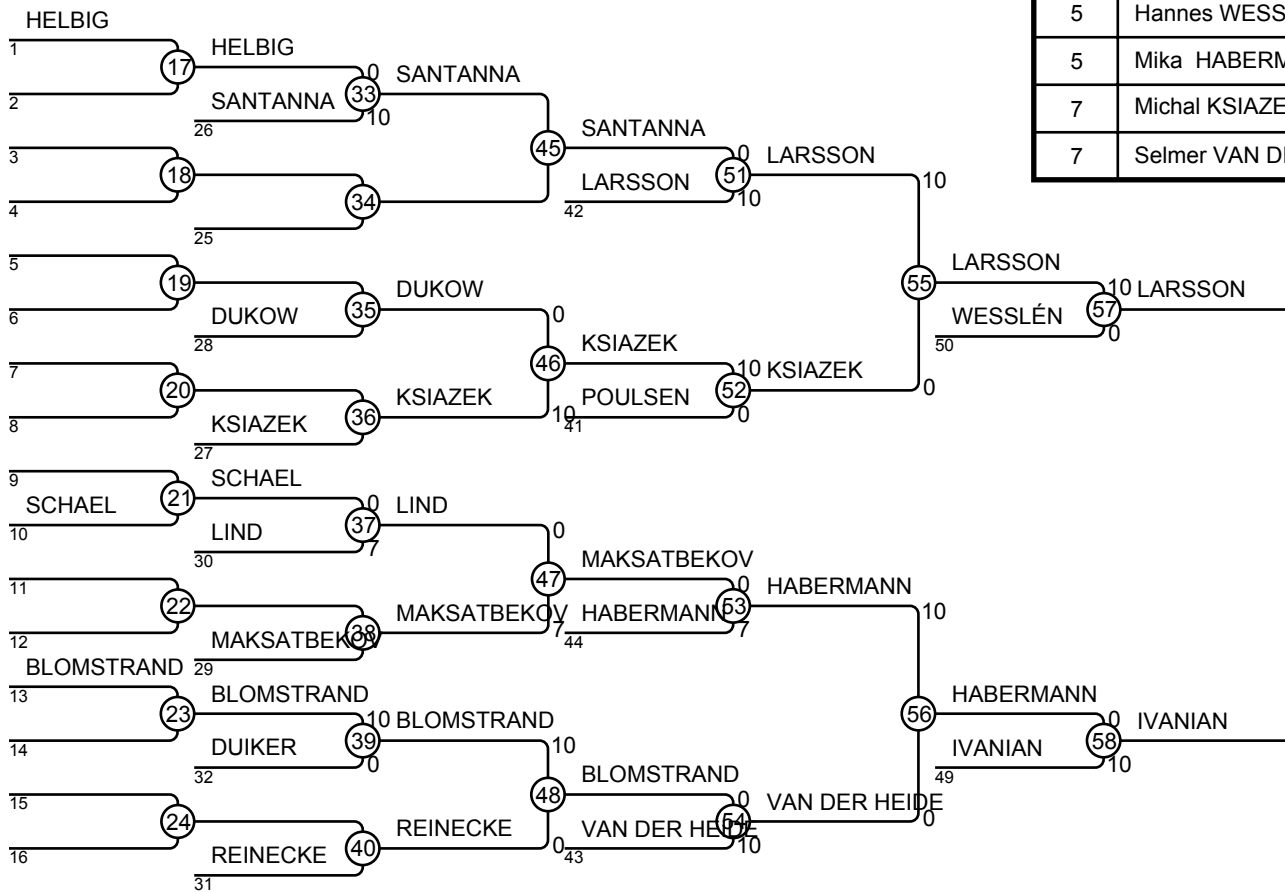 HELBIG
1
HELBIG
17
2
0
SANTANNA
33
SANTANNA
10
26
3
SANTANNA
45
18
0
LARSSON
51
4
LARSSON
10
10
34
42
25
5
LARSSON
55
19
DUKOW
10
LARSSON
57
6
DUKOW
35
0
WESSLÉN
0
28
50
7
KSIAZEK
46
10
KSIAZEK
52
20
KSIAZEK
POULSEN
0
0
8
KSIAZEK
36
10
41
27
9
SCHAEL
21
SCHAEL
0
LIND
37
10
LIND
7
0
30
11
MAKSATBEKOV
47
22
0
HABERMANN
53
12
MAKSATBEKOV
38
MAKSATBEKOV
7
HABERMANN
7
10
29
44
BLOMSTRAND
13
BLOMSTRAND
23
HABERMANN
56
14
10
BLOMSTRAND
39
DUIKER
0
10
0
IVANIAN
58
32
IVANIAN
10
49
15
BLOMSTRAND
48
24
0
VAN DER HEIDE
54
16
REINECKE
40
REINECKE
0
VAN DER HEIDE
10
0
31
43
5 Hannes WESS
5 Mika HABERM
7 Michal KSIAZE
7 Selmer VAN D